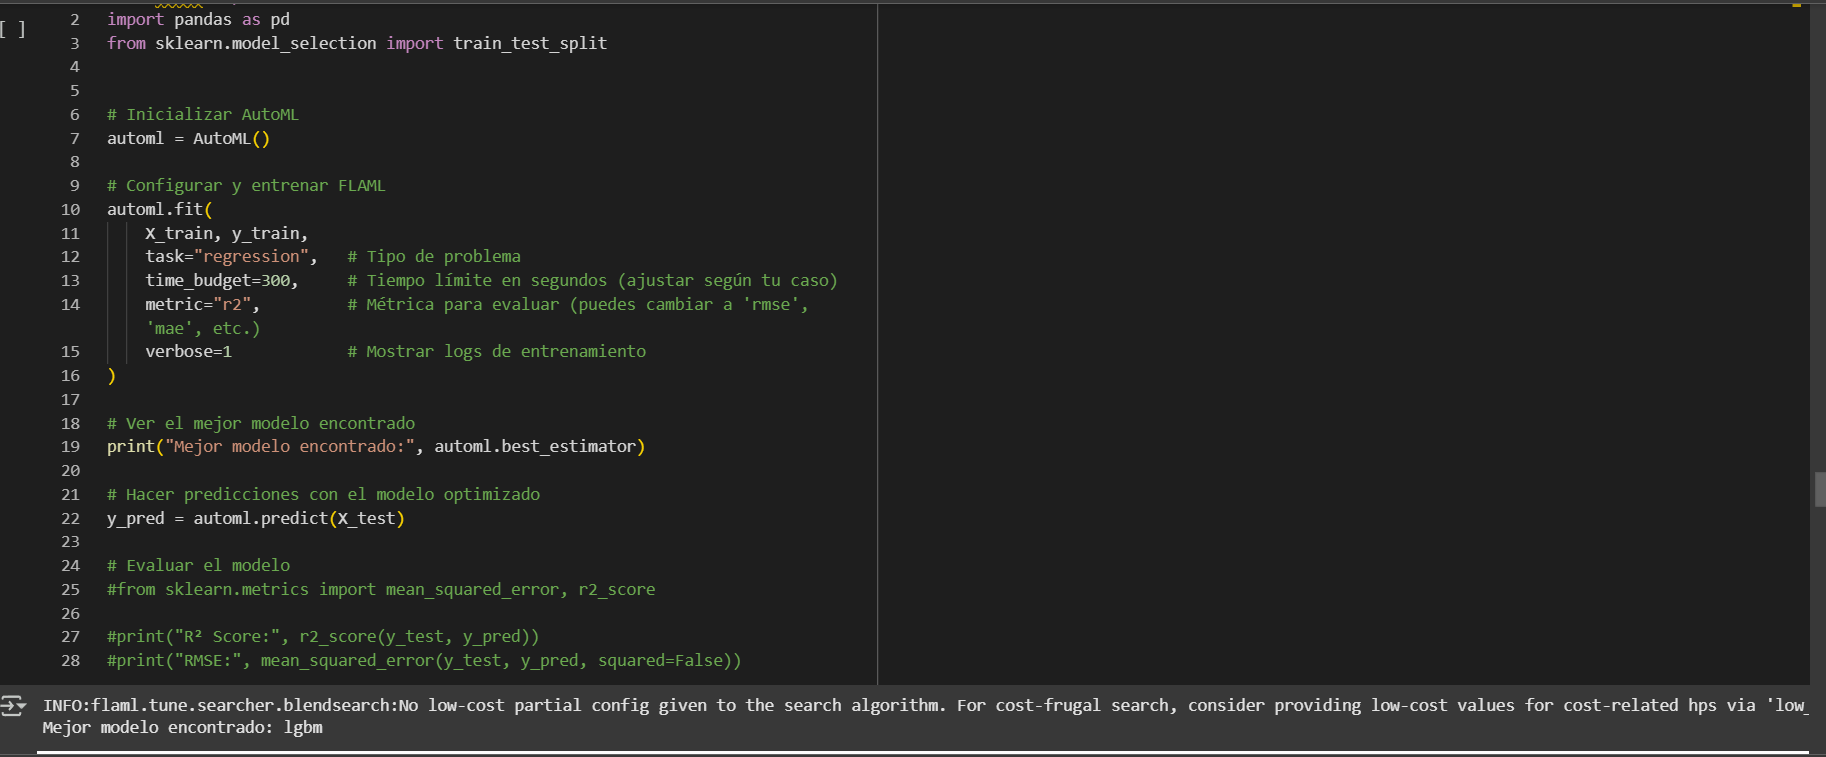 [ ]
2 import pandas as pd
3 from sklearn.model_selection import train_test_split
4
5
6 # Inicializar AutoML
7 automl = AutoML()
8
9 # Configurar y entrenar FLAML
10 automl.fit(
11 X_train, y_train,
12 task="regression", # Tipo de problema
13 time_budget=300, # Tiempo límite en segundos (ajustar según tu caso)
14 metric="r2", # Métrica para evaluar (puedes cambiar a 'rmse',
'mae', etc.)
15 verbose=1 # Mostrar logs de entrenamiento
16 )
17
18 # Ver el mejor modelo encontrado
19 print("Mejor modelo encontrado:", automl.best_estimator)
20
21 # Hacer predicciones con el modelo optimizado
22 y_pred = automl.predict(X_test)
23
24 # Evaluar el modelo
25 #from sklearn.metrics import mean_squared_error, r2_score
26
27 #print("R² Score:", r2_score(y_test, y_pred))
28 #print("RMSE:", mean_squared_error(y_test, y_pred, squared=False))
INFO:flaml.tune.searcher.blendsearch:No low-cost partial config given to the search algorithm. For cost-frugal search, consider providing low-cost values for cost-related hps via 'low_
Mejor modelo encontrado: lgbm